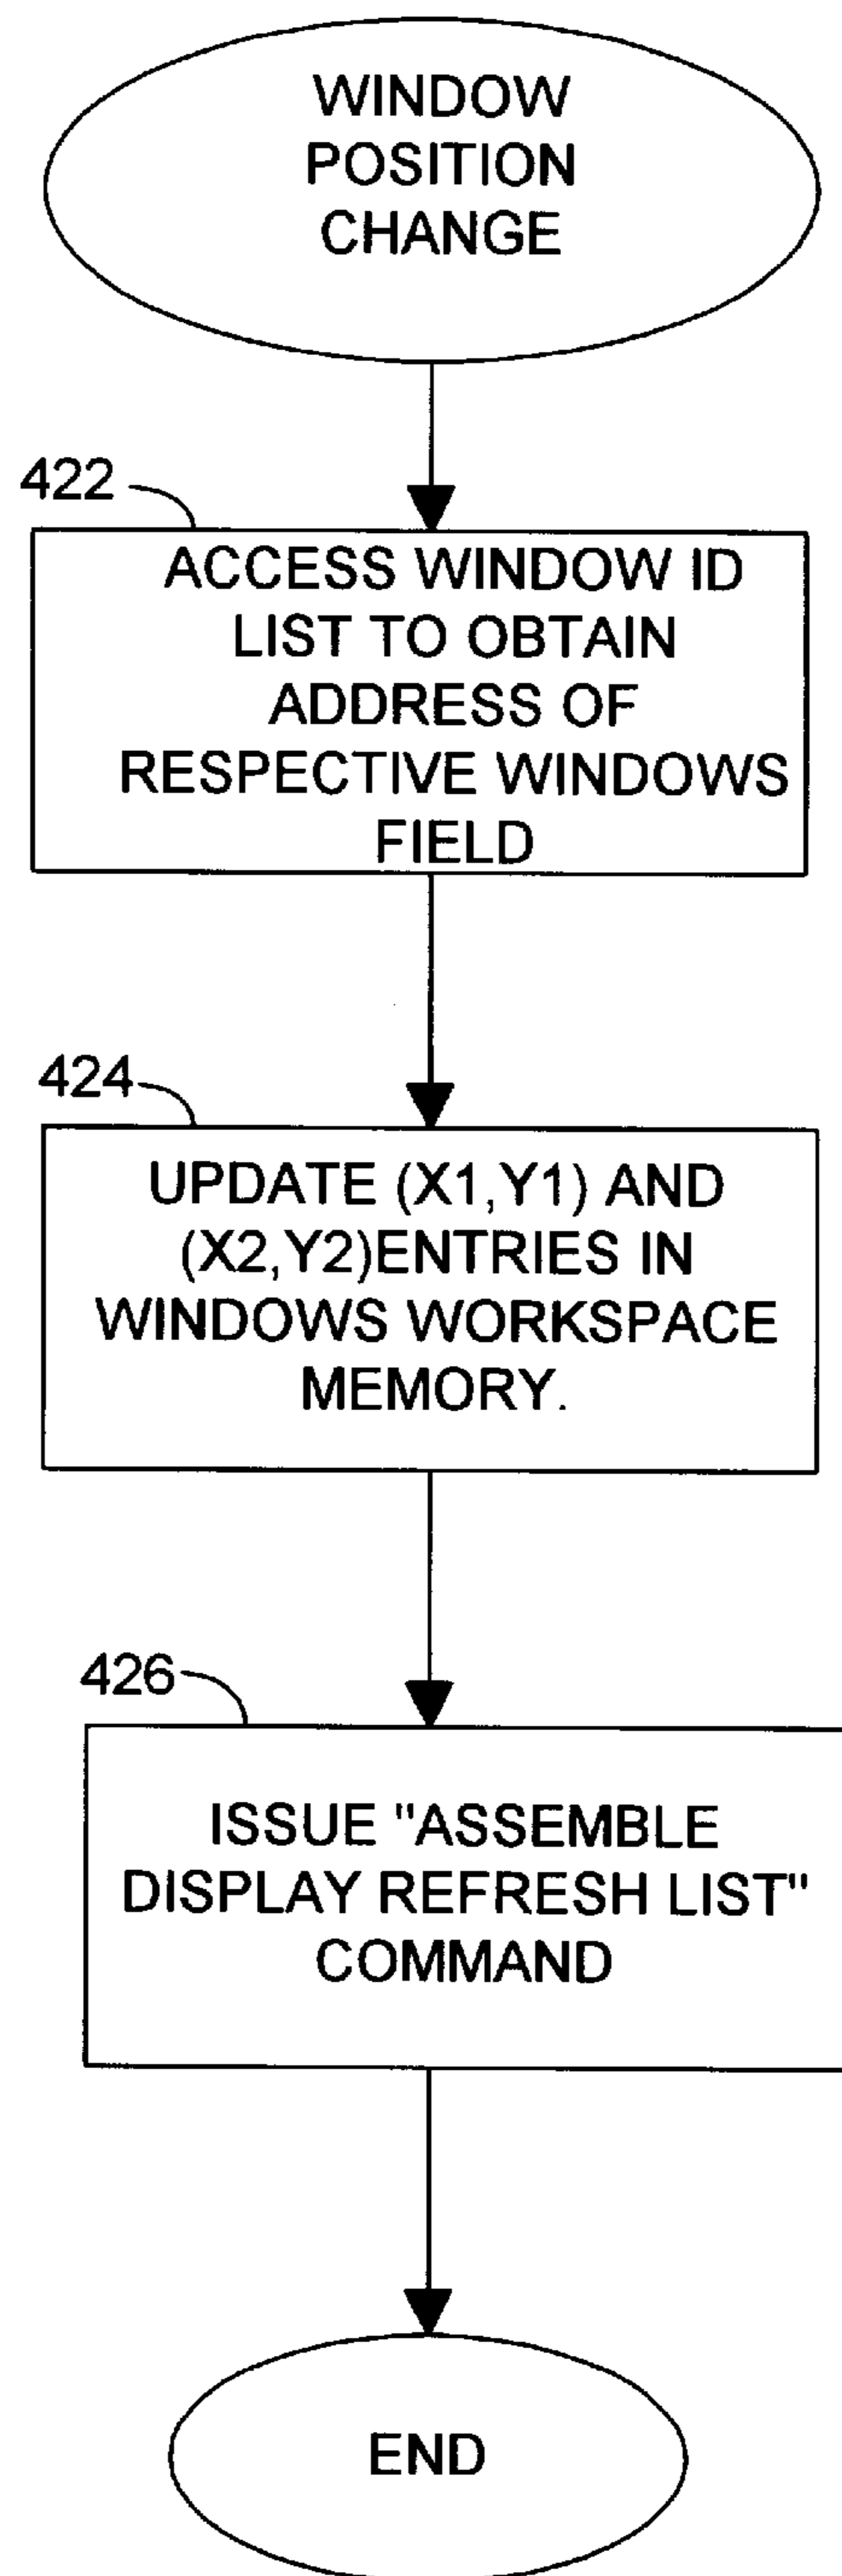 WINDOW
POSITION
CHANGE
422
ACCESS WINDOW ID
LIST TO OBTAIN
ADDRESS OF
RESPECTIVE WINDOWS
FIELD
424
UPDATE (X1,Y1) AND
(X2,Y2)ENTRIES IN
WINDOWS WORKSPACE
MEMORY.
426
ISSUE "ASSEMBLE
DISPLAY REFRESH LIST"
COMMAND
END